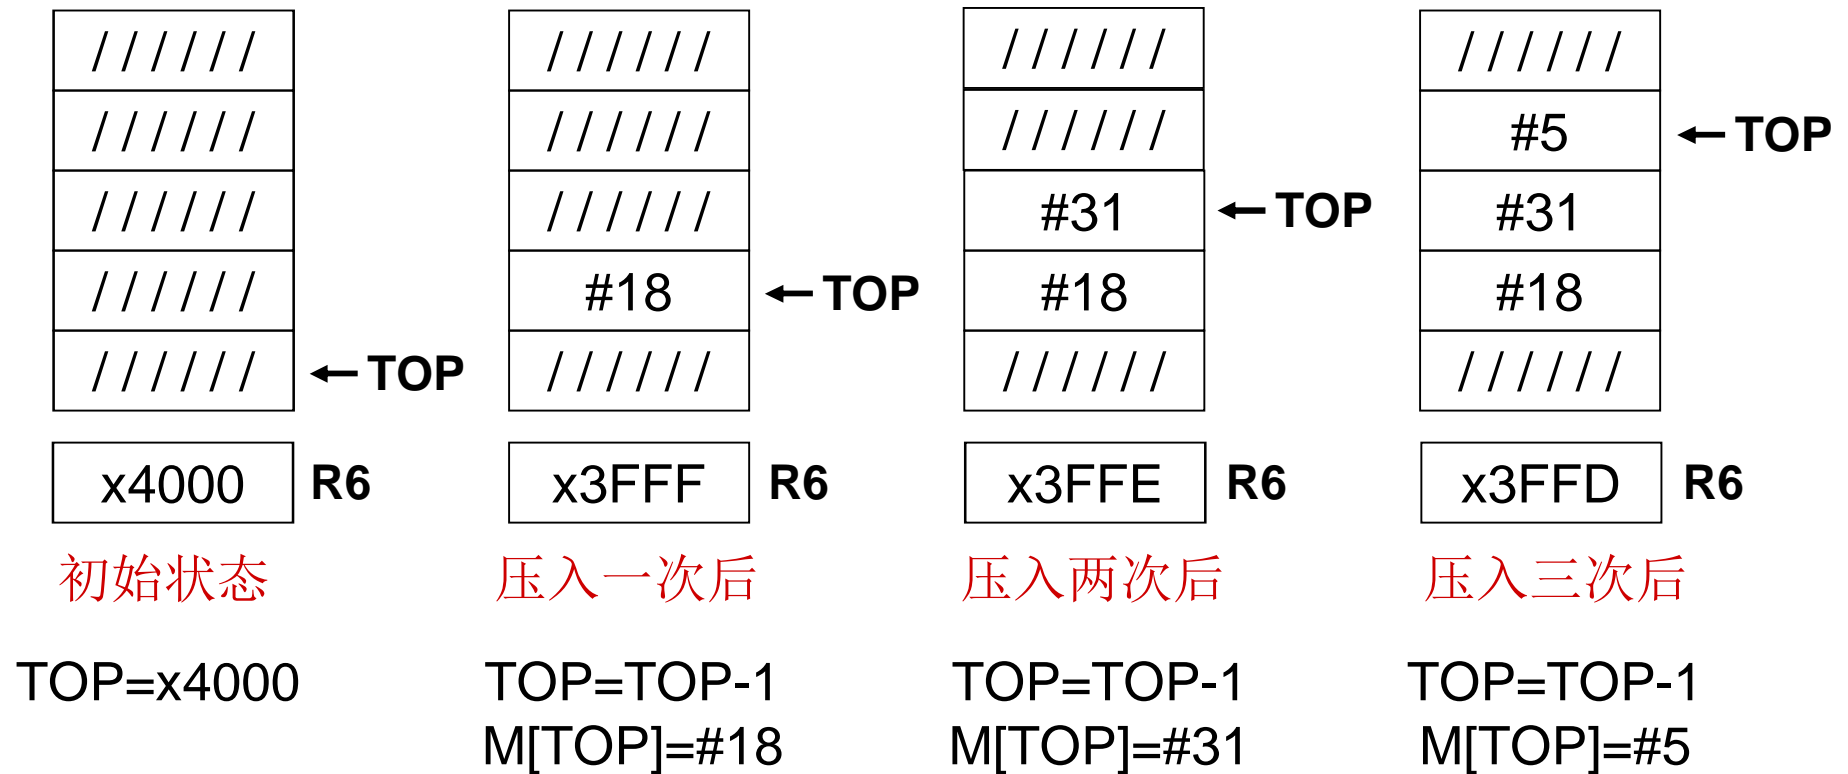 ////// ////// ////// //////
////// ////// ////// #5 ← TOP
////// ////// #31 ← TOP #31
////// #18 ← TOP #18 #18
////// ← TOP ////// ////// //////
x4000 R6 x3FFF R6 x3FFE R6 x3FFD R6
初始状态 压入一次后 压入两次后 压入三次后
TOP=x4000 TOP=TOP-1 TOP=TOP-1 TOP=TOP-1
M[TOP]=#18 M[TOP]=#31 M[TOP]=#5